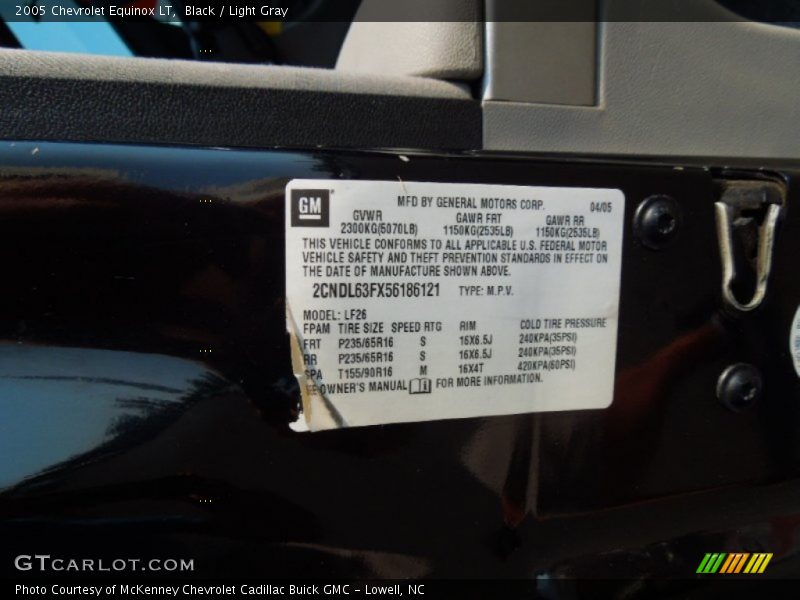 2005 Chevrolet Equinox LT, Black / Light Gray
GM
MFD BY GENERAL MOTORS CORP. 04/05
GVWR GAWR FRT GAWR RR
2300KG(5070LB) 1150KG(2535LB) 1150KG(2535LB)
THIS VEHICLE CONFORMS TO ALL APPLICABLE U.S. FEDERAL MOTOR
VEHICLE SAFETY AND THEFT PREVENTION STANDARDS IN EFFECT ON
THE DATE OF MANUFACTURE SHOWN ABOVE.
2CNDL63FX56186121 TYPE: M.P.V.
MODEL: LF26
FPAM TIRE SIZE SPEED RTG RIM COLD TIRE PRESSURE
FRT P235/65R16 S 16X6.5J 240KPA(35PSI)
RR P235/65R16 S 16X6.5J 240KPA(35PSI)
SPA T155/90R16 M 16X4T 420KPA(60PSI)
OWNER'S MANUAL FOR MORE INFORMATION.
GTcarlot.com
Photo Courtesy of McKenney Chevrolet Cadillac Buick GMC - Lowell, NC